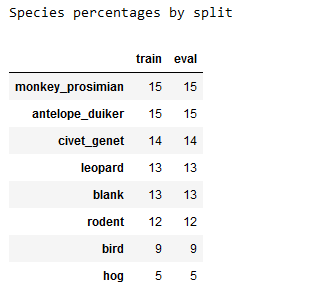 Species percentages by split
train eval
monkey_prosimian 15 15
antelope_duiker 15 15
civet_genet 14 14
leopard 13 13
blank 13 13
rodent 12 12
bird 9 9
hog 5 5